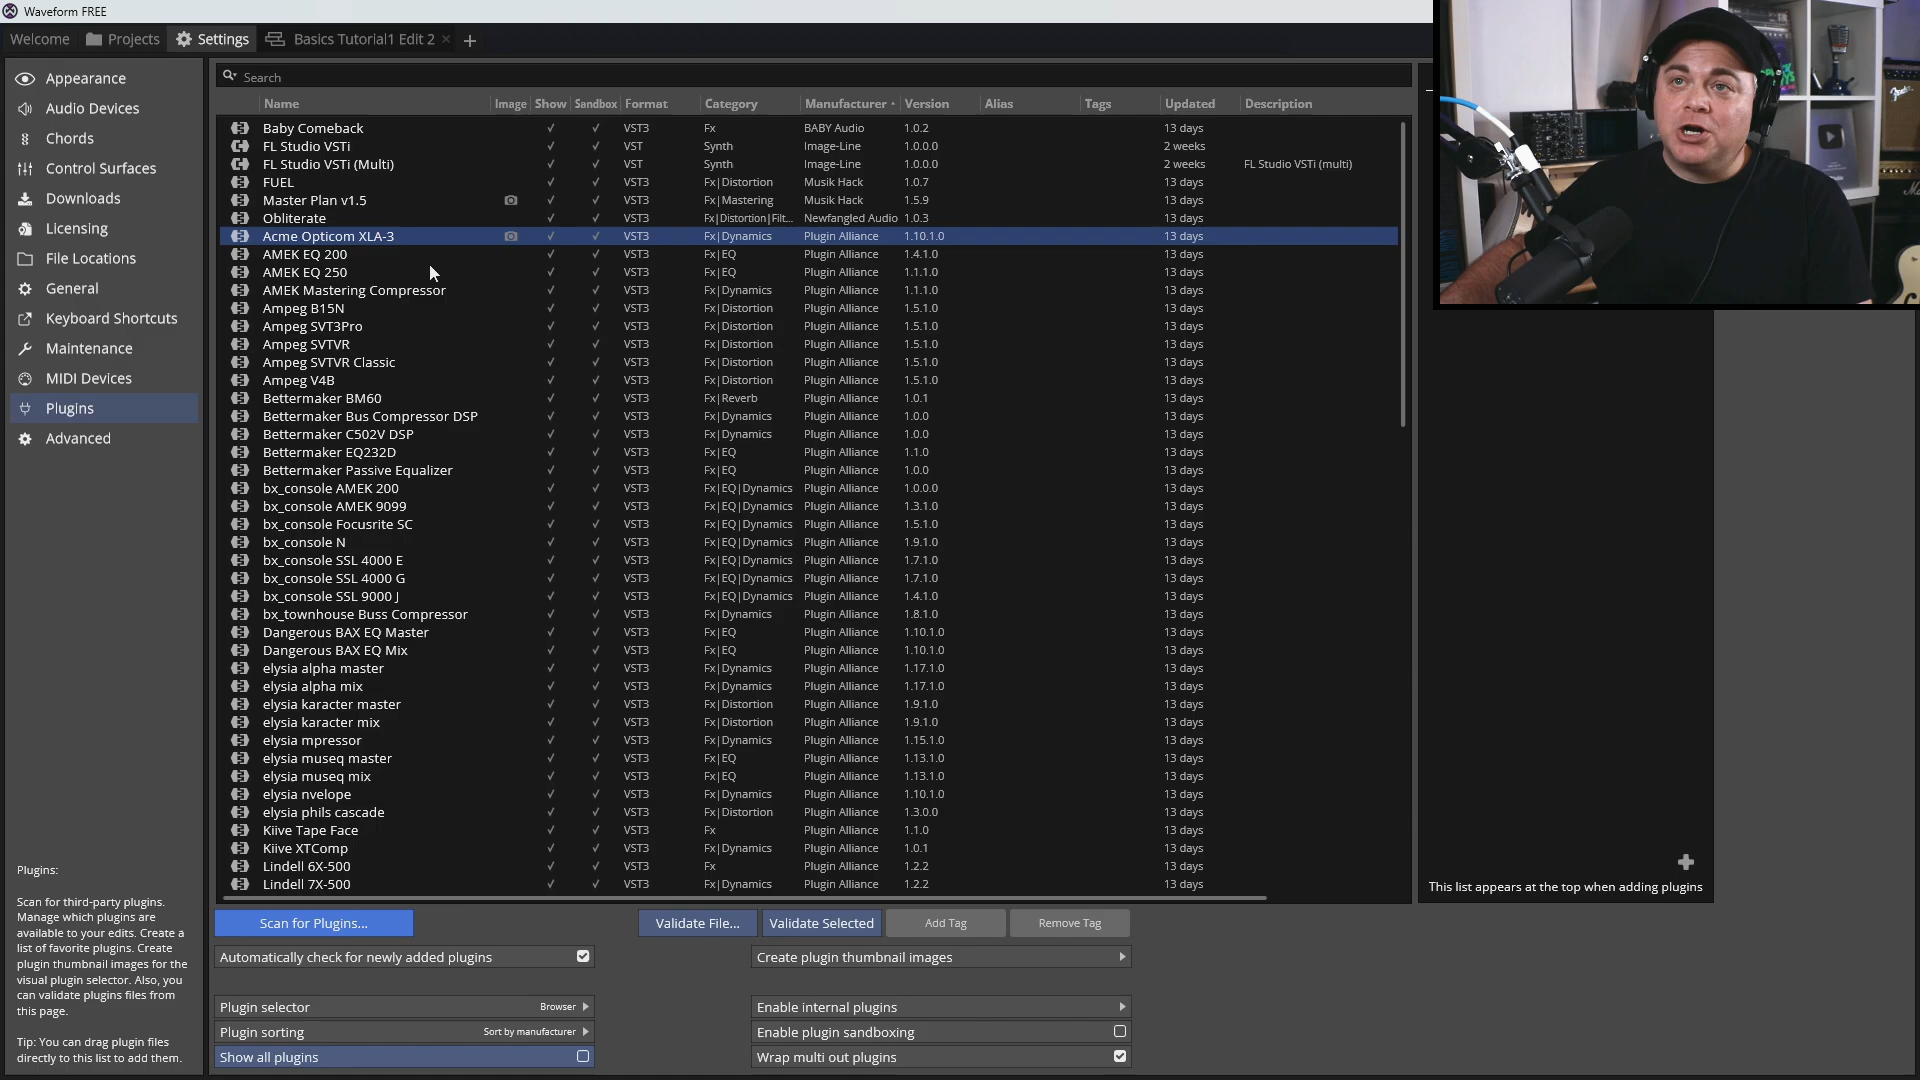 Waveform FREE
Welcome Projects Settings Basics Tutorial1 Edit 2 × +
Appearance
Audio Devices
Chords
Control Surfaces
Downloads
Licensing
File Locations
General
Keyboard Shortcuts
Maintenance
MIDI Devices
Plugins
Advanced
Plugins:
Scan for third-party plugins.
Manage which plugins are
available to your edits. Create a
list of favorite plugins. Create
plugin thumbnail images for the
visual plugin selector. Also, you
can validate plugins files from
this page.
Tip: You can drag plugin files
directly to this list to add them.
Search
Name Image Show Sandbox Format Category Manufacturer Version Alias Tags Updated Description
Baby Comeback ✓ ✓ VST3 Fx BABY Audio 1.0.2 13 days
FL Studio VSTi ✓ ✓ VST Synth Image-Line 1.0.0.0 2 weeks
FL Studio VSTi (Multi) ✓ ✓ VST Synth Image-Line 1.0.0.0 2 weeks FL Studio VSTi (multi)
FUEL ✓ ✓ VST3 Fx|Distortion Musik Hack 1.0.7 13 days
Master Plan v1.5 ✓ ✓ VST3 Fx|Mastering Musik Hack 1.5.9 13 days
Obliterate ✓ ✓ VST3 Fx|Distortion|Filt... Newfangled Audio 1.0.3 13 days
Acme Opticom XLA-3 ✓ ✓ VST3 Fx|Dynamics Plugin Alliance 1.10.1.0 13 days
AMEK EQ 200 ✓ ✓ VST3 Fx|EQ Plugin Alliance 1.4.1.0 13 days
AMEK EQ 250 ✓ ✓ VST3 Fx|EQ Plugin Alliance 1.1.1.0 13 days
AMEK Mastering Compressor ✓ ✓ VST3 Fx|Dynamics Plugin Alliance 1.1.1.0 13 days
Ampeg B15N ✓ ✓ VST3 Fx|Distortion Plugin Alliance 1.5.1.0 13 days
Ampeg SVT3Pro ✓ ✓ VST3 Fx|Distortion Plugin Alliance 1.5.1.0 13 days
Ampeg SVTVR ✓ ✓ VST3 Fx|Distortion Plugin Alliance 1.5.1.0 13 days
Ampeg SVTVR Classic ✓ ✓ VST3 Fx|Distortion Plugin Alliance 1.5.1.0 13 days
Ampeg V4B ✓ ✓ VST3 Fx|Distortion Plugin Alliance 1.5.1.0 13 days
Bettermaker BM60 ✓ ✓ VST3 Fx|Reverb Plugin Alliance 1.0.1 13 days
Bettermaker Bus Compressor DSP ✓ ✓ VST3 Fx|Dynamics Plugin Alliance 1.0.0 13 days
Bettermaker C502V DSP ✓ ✓ VST3 Fx|Dynamics Plugin Alliance 1.0.0 13 days
Bettermaker EQ232D ✓ ✓ VST3 Fx|EQ Plugin Alliance 1.1.0 13 days
Bettermaker Passive Equalizer ✓ ✓ VST3 Fx|EQ Plugin Alliance 1.0.0 13 days
bx_console AMEK 200 ✓ ✓ VST3 Fx|EQ|Dynamics Plugin Alliance 1.0.0.0 13 days
bx_console AMEK 9099 ✓ ✓ VST3 Fx|EQ|Dynamics Plugin Alliance 1.3.1.0 13 days
bx_console Focusrite SC ✓ ✓ VST3 Fx|EQ|Dynamics Plugin Alliance 1.5.1.0 13 days
bx_console N ✓ ✓ VST3 Fx|EQ|Dynamics Plugin Alliance 1.9.1.0 13 days
bx_console SSL 4000 E ✓ ✓ VST3 Fx|EQ|Dynamics Plugin Alliance 1.7.1.0 13 days
bx_console SSL 4000 G ✓ ✓ VST3 Fx|EQ|Dynamics Plugin Alliance 1.7.1.0 13 days
bx_console SSL 9000 J ✓ ✓ VST3 Fx|EQ|Dynamics Plugin Alliance 1.4.1.0 13 days
bx_townhouse Buss Compressor ✓ ✓ VST3 Fx|Dynamics Plugin Alliance 1.8.1.0 13 days
Dangerous BAX EQ Master ✓ ✓ VST3 Fx|EQ Plugin Alliance 1.10.1.0 13 days
Dangerous BAX EQ Mix ✓ ✓ VST3 Fx|EQ Plugin Alliance 1.10.1.0 13 days
elysia alpha master ✓ ✓ VST3 Fx|Dynamics Plugin Alliance 1.17.1.0 13 days
elysia alpha mix ✓ ✓ VST3 Fx|Dynamics Plugin Alliance 1.17.1.0 13 days
elysia karacter master ✓ ✓ VST3 Fx|Distortion Plugin Alliance 1.9.1.0 13 days
elysia karacter mix ✓ ✓ VST3 Fx|Distortion Plugin Alliance 1.9.1.0 13 days
elysia mpressor ✓ ✓ VST3 Fx|Dynamics Plugin Alliance 1.15.1.0 13 days
elysia museq master ✓ ✓ VST3 Fx|EQ Plugin Alliance 1.13.1.0 13 days
elysia museq mix ✓ ✓ VST3 Fx|EQ Plugin Alliance 1.13.1.0 13 days
elysia nvelope ✓ ✓ VST3 Fx|Dynamics Plugin Alliance 1.10.1.0 13 days
elysia phils cascade ✓ ✓ VST3 Fx|Distortion Plugin Alliance 1.3.0.0 13 days
Kiive Tape Face ✓ ✓ VST3 Fx Plugin Alliance 1.1.0 13 days
Kiive XTComp ✓ ✓ VST3 Fx|Dynamics Plugin Alliance 1.0.1 13 days
Lindell 6X-500 ✓ ✓ VST3 Fx Plugin Alliance 1.2.2 13 days
Lindell 7X-500 ✓ ✓ VST3 Fx|Dynamics Plugin Alliance 1.2.2 13 days
This list appears at the top when adding plugins
Scan for Plugins... Validate File... Validate Selected Add Tag Remove Tag
Automatically check for newly added plugins Create plugin thumbnail images
Plugin selector Browser Enable internal plugins
Plugin sorting Sort by manufacturer Enable plugin sandboxing
Show all plugins Wrap multi out plugins